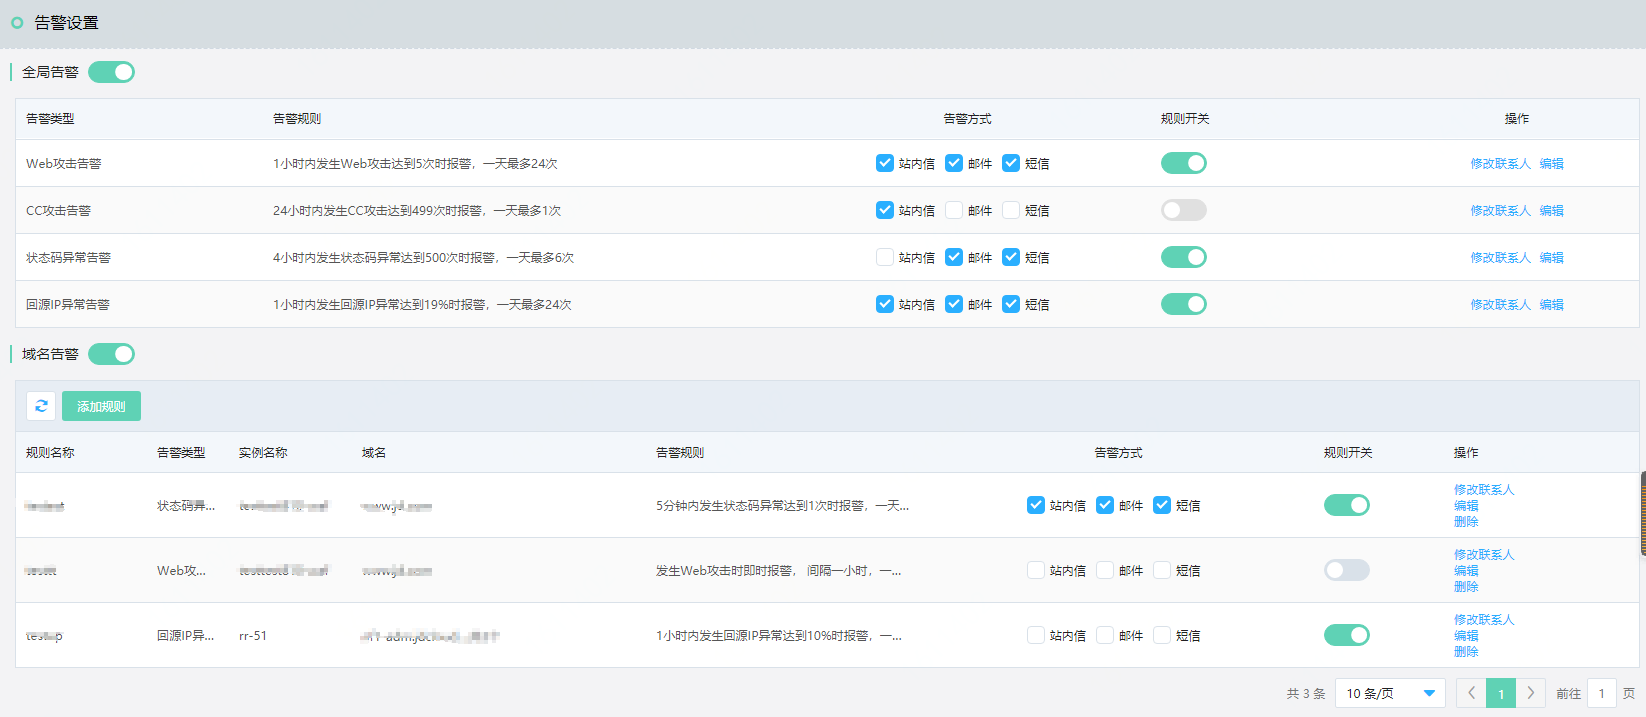 告警设置
全局告警
告警类型 告警规则 告警方式 规则开关 操作
Web攻击告警 1小时内发生Web攻击达到5次时报警，一天最多24次 站内信 邮件 短信 修改联系人 编辑
CC攻击告警 24小时内发生CC攻击达到499次时报警，一天最多1次 站内信 邮件 短信 修改联系人 编辑
状态码异常告警 4小时内发生状态码异常达到500次时报警，一天最多6次 站内信 邮件 短信 修改联系人 编辑
回源IP异常告警 1小时内发生回源IP异常达到19%时报警，一天最多24次 站内信 邮件 短信 修改联系人 编辑
域名告警
添加规则
规则名称 告警类型 实例名称 域名 告警规则 告警方式 规则开关 操作
状态码异... 5分钟内发生状态码异常达到1次时报警，一天... 站内信 邮件 短信 修改联系人
编辑
删除
Web攻... 发生Web攻击时即时报警， 间隔一小时，一... 站内信 邮件 短信 修改联系人
编辑
删除
回源IP异... rr-51 1小时内发生回源IP异常达到10%时报警，一... 站内信 邮件 短信 修改联系人
编辑
删除
共 3 条 10 条/页 1 前往 1 页